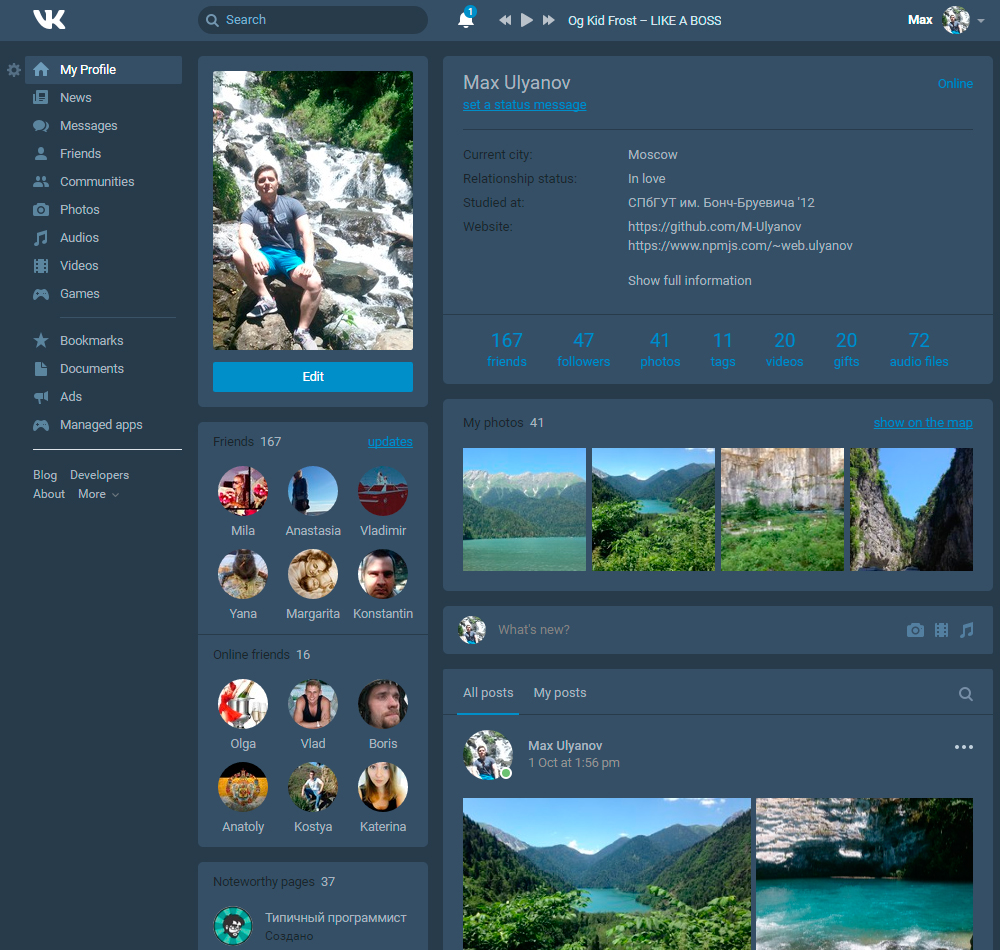 VK
Search
1
Og Kid Frost – LIKE A BOSS
Max
My Profile
News
Messages
Friends
Communities
Photos
Audios
Videos
Games
Bookmarks
Documents
Ads
Managed apps
Blog Developers
About More
Edit
Friends 167 updates
Mila Anastasia Vladimir
Yana Margarita Konstantin
Online friends 16
Olga Vlad Boris
Anatoly Kostya Katerina
Noteworthy pages 37
Типичный программист
Создано
Max Ulyanov Online
set a status message
Current city: Moscow
Relationship status: In love
Studied at: СПбГУТ им. Бонч-Бруевича '12
Website: https://github.com/M-Ulyanov
https://www.npmjs.com/~web.ulyanov
Show full information
167 47 41 11 20 20 72
friends followers photos tags videos gifts audio files
My photos 41 show on the map
What's new?
All posts My posts
Max Ulyanov
1 Oct at 1:56 pm